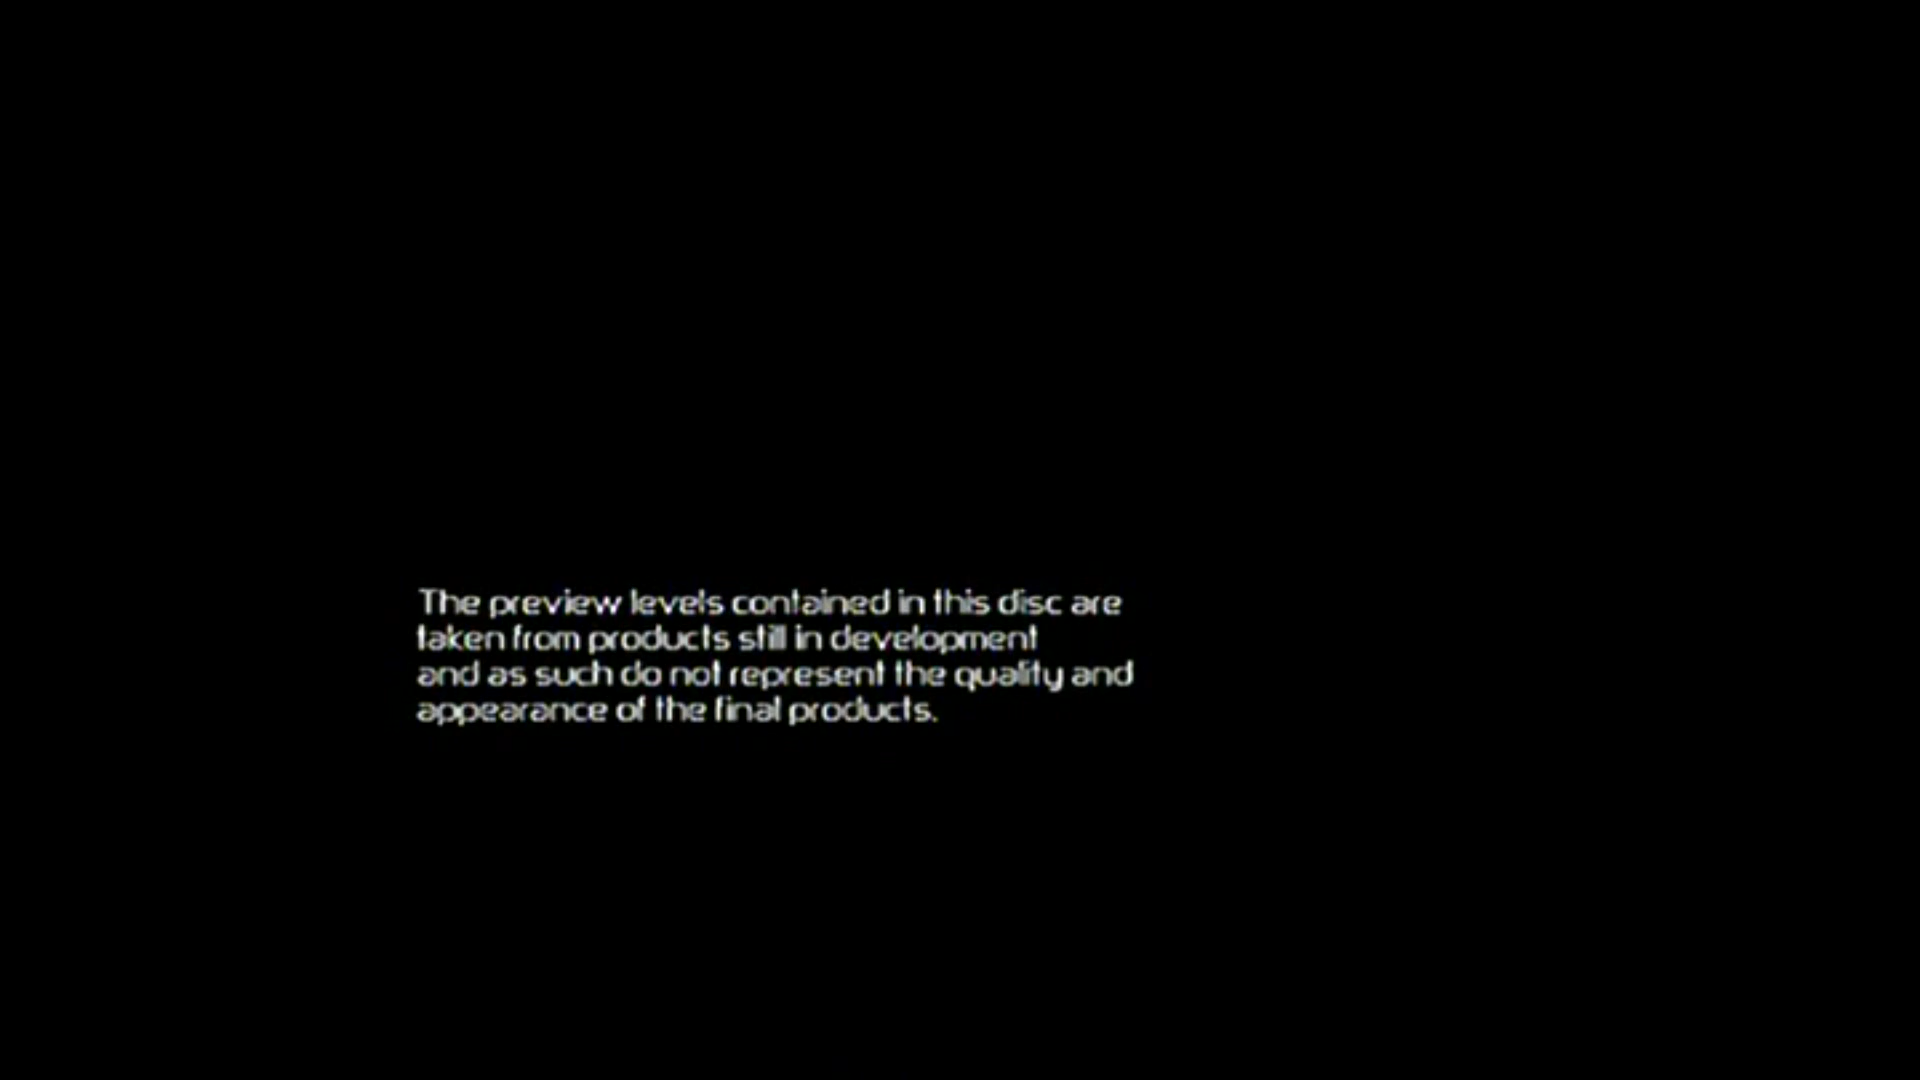 The preview levels contained in this disc are
taken from products still in development
and as such do not represent the quality and
appearance of the final products.